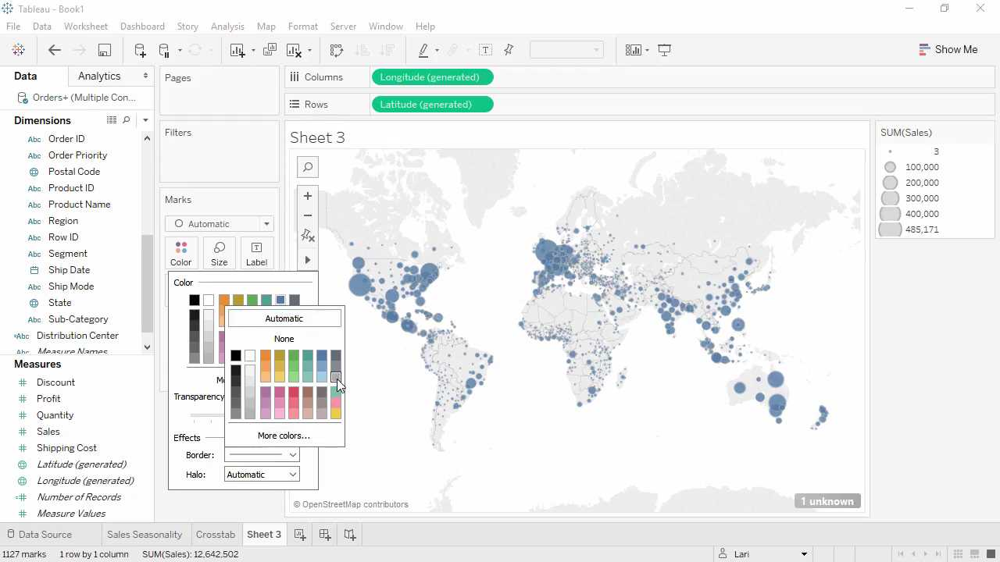 Tableau - Book1
File Data Worksheet Dashboard Story Analysis Map Format Server Window Help
Show Me
Data Analytics
Orders+ (Multiple Con...
Dimensions
Abc Order ID
Abc Order Priority
Postal Code
Abc Product ID
Abc Product Name
Abc Region
Abc Row ID
Abc Segment
Ship Date
Abc Ship Mode
State
Abc Sub-Category
=Abc Distribution Center
Abc Measure Names
Measures
# Discount
# Profit
# Quantity
# Sales
# Shipping Cost
Latitude (generated)
Longitude (generated)
=# Number of Records
# Measure Values
Pages
Filters
Marks
Automatic
Color Size Label
Color
Automatic
None
More colors...
Transparency
Effects
Border:
Halo: Automatic
Columns Longitude (generated)
Rows Latitude (generated)
Sheet 3
© OpenStreetMap contributors
1 unknown
SUM(Sales)
3
100,000
200,000
300,000
400,000
485,171
Data Source Sales Seasonality Crosstab Sheet 3
1127 marks 1 row by 1 column SUM(Sales): 12,642,502 Lari